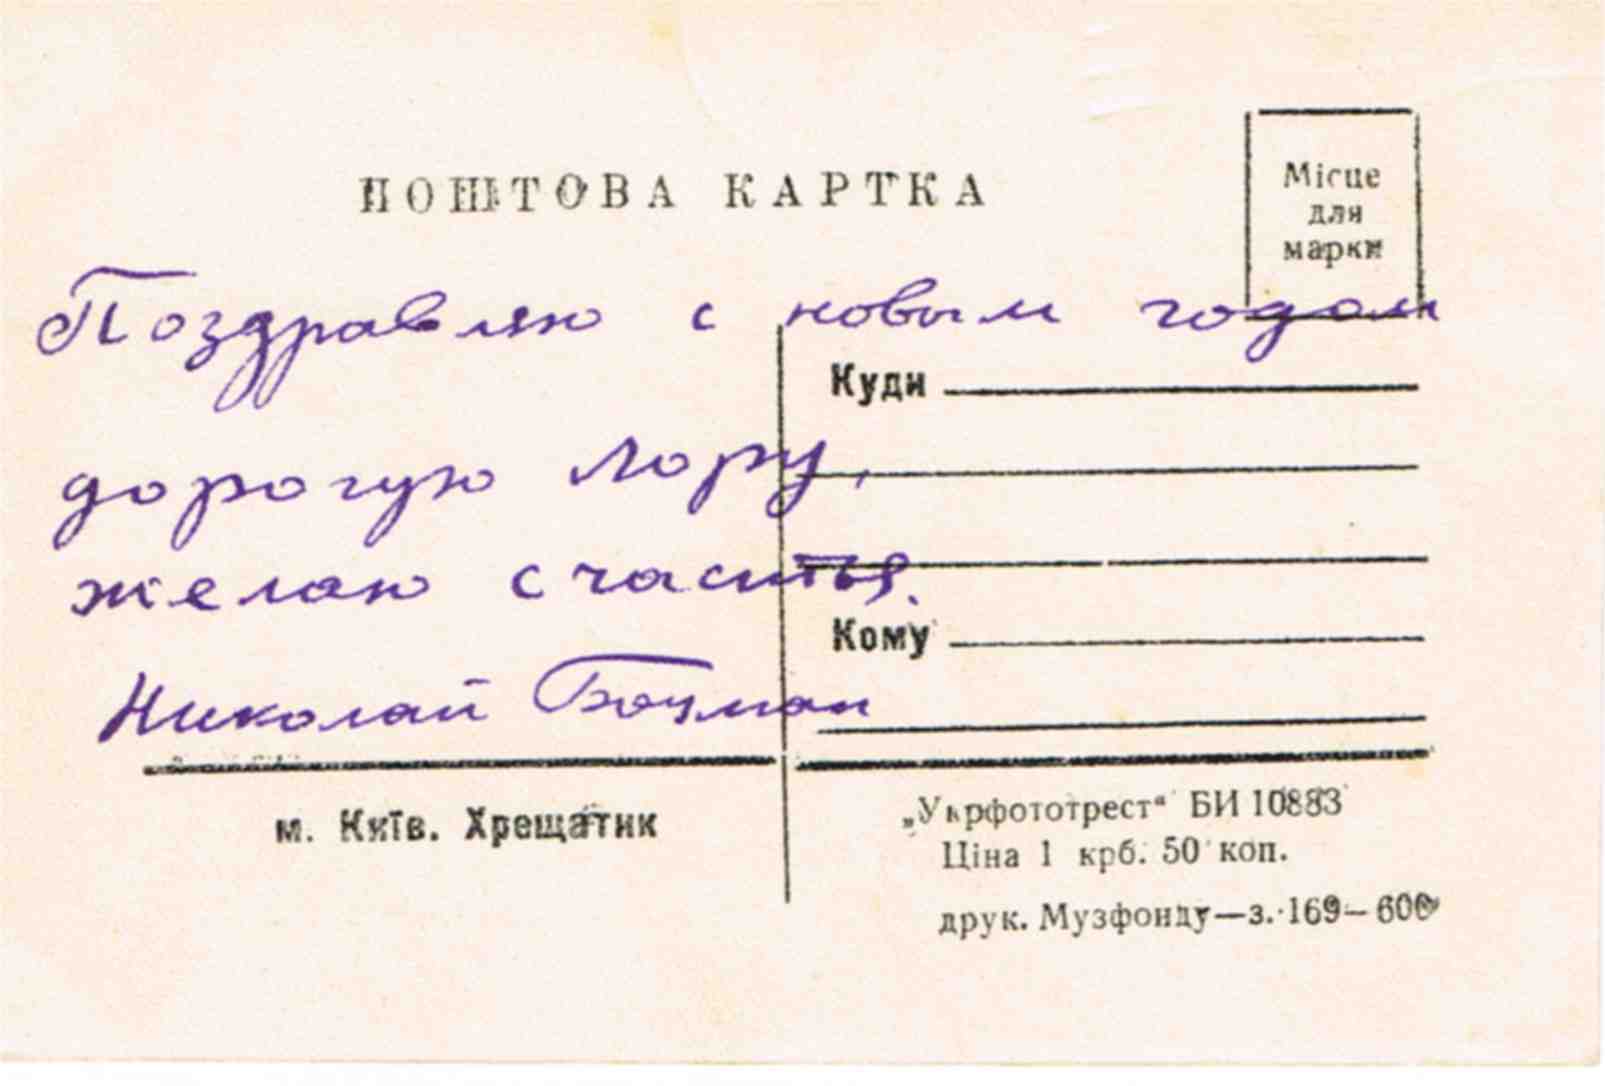 ПОШТОВА КАРТКА
Місце
для
марки
Поздравляю с новым годом
Куди
дорогую Лору,
желаю счастья.
Кому
Николай
м. Київ. Хрещатик
„Укрфототрест“ БИ 10883
Ціна 1 крб. 50 коп.
друк. Музфонду—з. 169—600